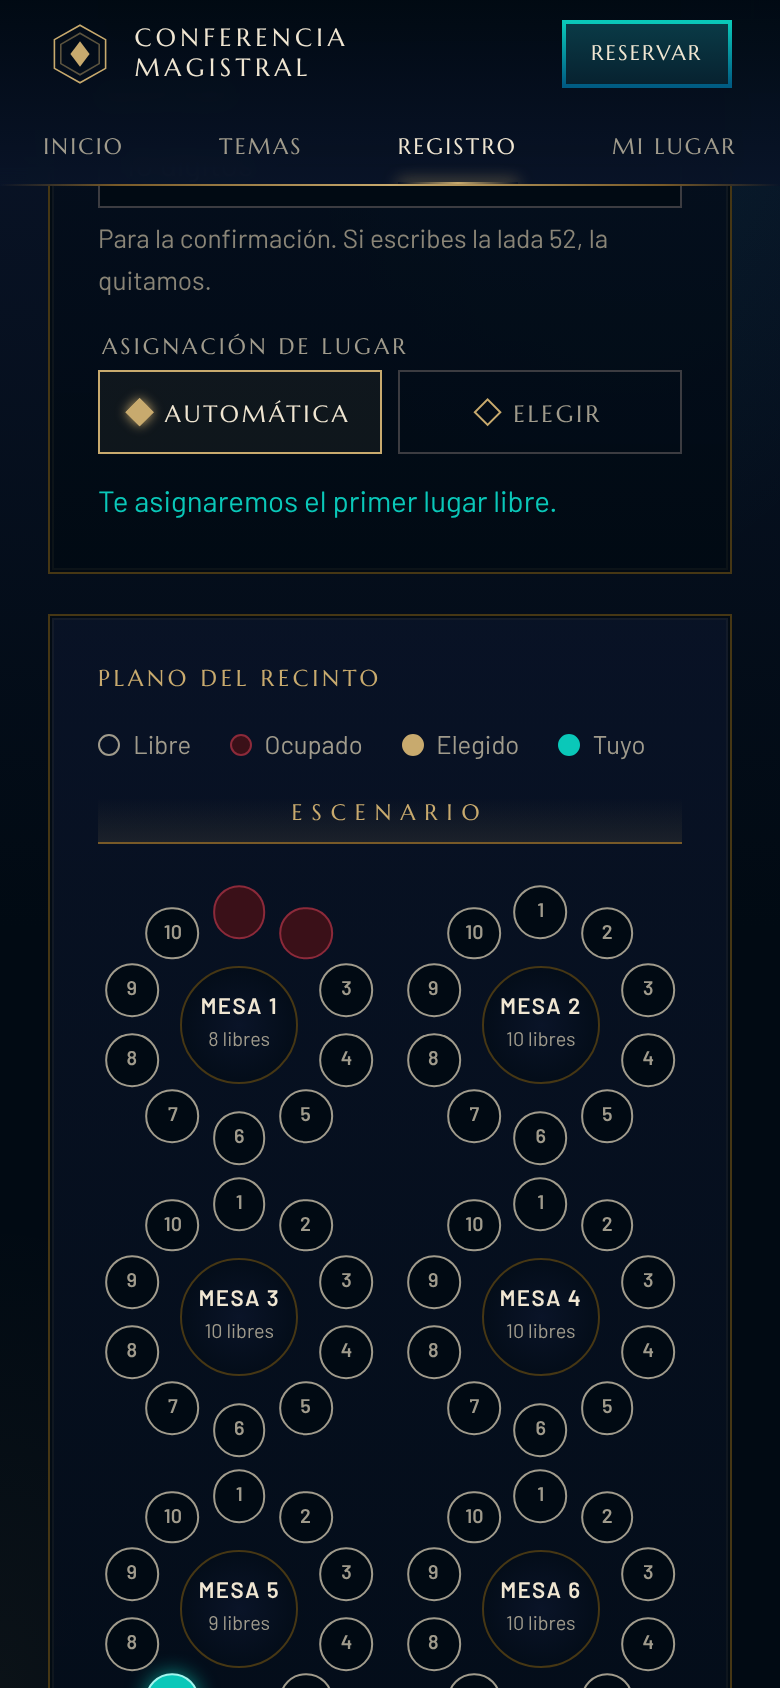 CONFERENCIA
MAGISTRAL
RESERVAR
INICIO TEMAS REGISTRO MI LUGAR
Para la confirmación. Si escribes la lada 52, la
quitamos.
ASIGNACIÓN DE LUGAR
AUTOMÁTICA ELEGIR
Te asignaremos el primer lugar libre.
PLANO DEL RECINTO
Libre Ocupado Elegido Tuyo
ESCENARIO
10
9 3
MESA 1
8 libres
8 4
7 5
6
1
10 2
9 3
MESA 2
10 libres
8 4
7 5
6
1
10 2
9 3
MESA 3
10 libres
8 4
7 5
6
1
10 2
9 3
MESA 4
10 libres
8 4
7 5
6
1
10 2
9 3
MESA 5
9 libres
8 4
1
10 2
9 3
MESA 6
10 libres
8 4